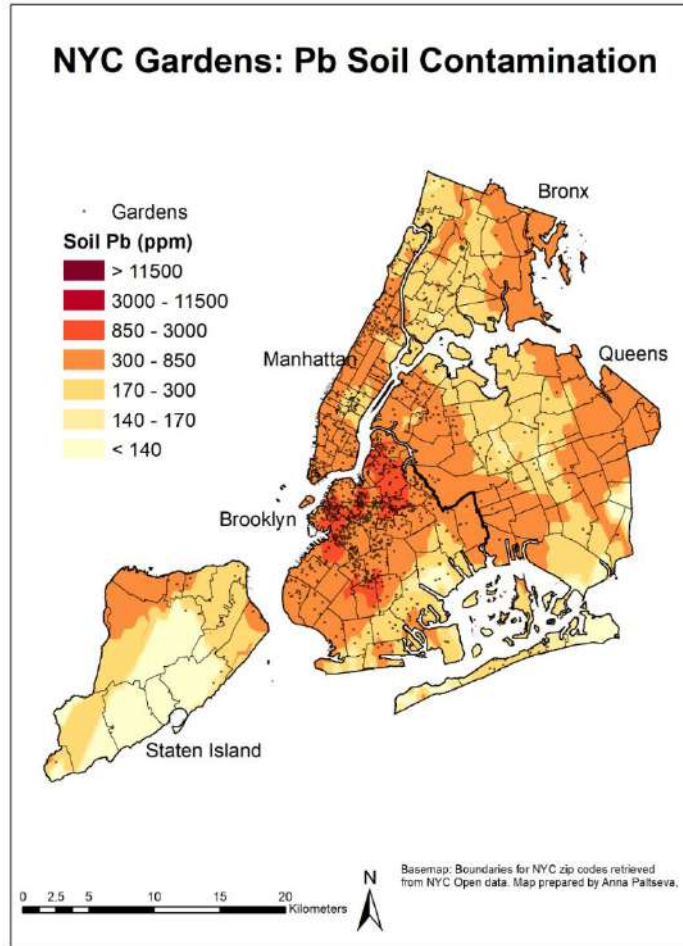 NYC Gardens: Pb Soil Contamination
Bronx
Gardens
Soil Pb (ppm)
> 11500
3000 - 11500
850 - 3000
300 - 850
170 - 300
140 - 170
< 140
Manhattan
Queens
Brooklyn
Staten Island
N
Basemap: Boundaries for NYC zip codes retrieved
from NYC Open data. Map prepared by Anna Paltseva,
0 2.5 5 10 15 20
Kilometers